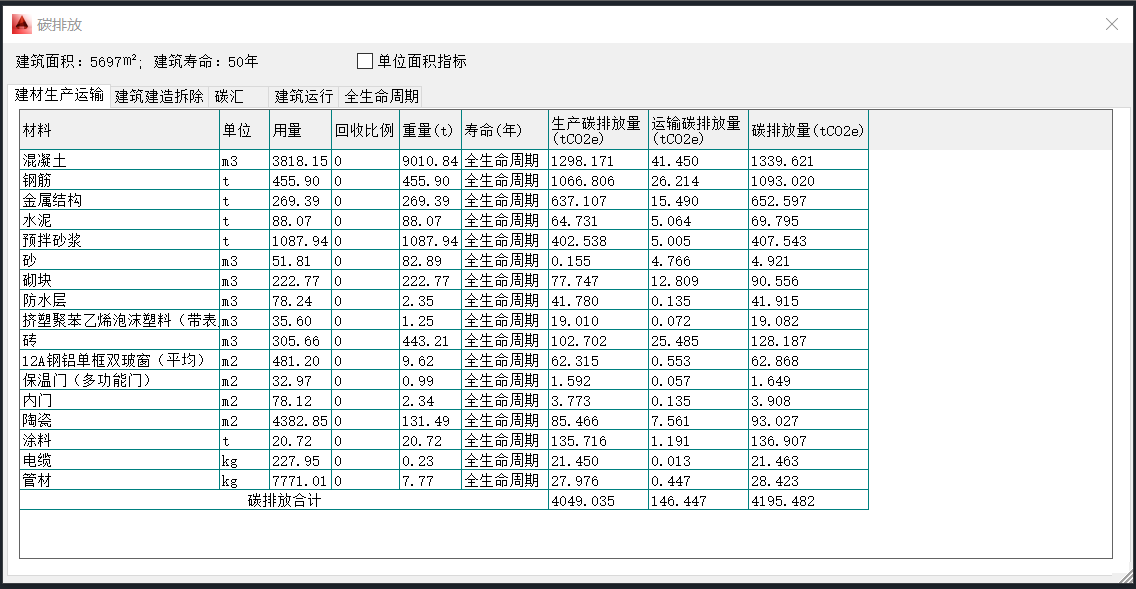 碳排放
建筑面积：5697㎡； 建筑寿命：50年 单位面积指标
建材生产运输 建筑建造拆除 碳汇 建筑运行 全生命周期
材料 单位 用量 回收比例 重量(t) 寿命(年) 生产碳排放量(tCO2e) 运输碳排放量(tCO2e) 碳排放量(tCO2e)
混凝土 m3 3818.15 0 9010.84 全生命周期 1298.171 41.450 1339.621
钢筋 t 455.90 0 455.90 全生命周期 1066.806 26.214 1093.020
金属结构 t 269.39 0 269.39 全生命周期 637.107 15.490 652.597
水泥 t 88.07 0 88.07 全生命周期 64.731 5.064 69.795
预拌砂浆 t 1087.94 0 1087.94 全生命周期 402.538 5.005 407.543
砂 m3 51.81 0 82.89 全生命周期 0.155 4.766 4.921
砌块 m3 222.77 0 222.77 全生命周期 77.747 12.809 90.556
防水层 m3 78.24 0 2.35 全生命周期 41.780 0.135 41.915
挤塑聚苯乙烯泡沫塑料（带表 m3 35.60 0 1.25 全生命周期 19.010 0.072 19.082
砖 m3 305.66 0 443.21 全生命周期 102.702 25.485 128.187
12A钢铝单框双玻窗（平均） m2 481.20 0 9.62 全生命周期 62.315 0.553 62.868
保温门（多功能门） m2 32.97 0 0.99 全生命周期 1.592 0.057 1.649
内门 m2 78.12 0 2.34 全生命周期 3.773 0.135 3.908
陶瓷 m2 4382.85 0 131.49 全生命周期 85.466 7.561 93.027
涂料 t 20.72 0 20.72 全生命周期 135.716 1.191 136.907
电缆 kg 227.95 0 0.23 全生命周期 21.450 0.013 21.463
管材 kg 7771.01 0 7.77 全生命周期 27.976 0.447 28.423
碳排放合计 4049.035 146.447 4195.482